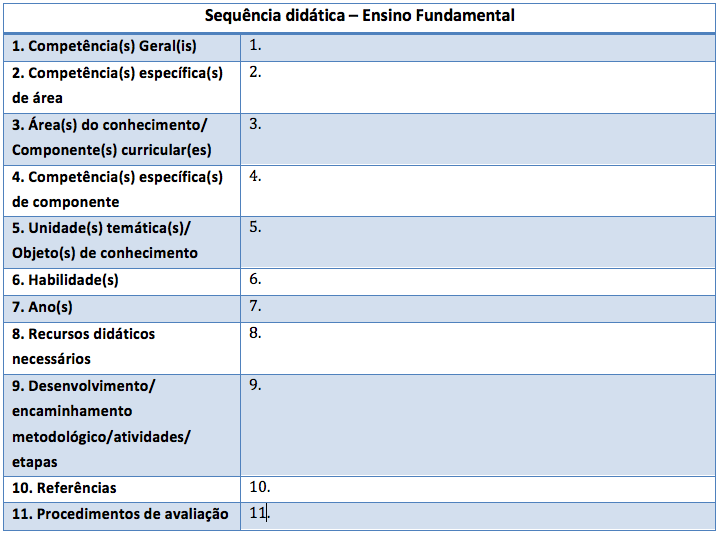 Sequência didática – Ensino Fundamental
1. Competência(s) Geral(is)
1.
2. Competência(s) específica(s)
de área
2.
3. Área(s) do conhecimento/
Componente(s) curricular(es)
3.
4. Competência(s) específica(s)
de componente
4.
5. Unidade(s) temática(s)/
Objeto(s) de conhecimento
5.
6. Habilidade(s)
6.
7. Ano(s)
7.
8. Recursos didáticos
necessários
8.
9. Desenvolvimento/
encaminhamento
metodológico/atividades/
etapas
9.
10. Referências
10.
11. Procedimentos de avaliação
11.